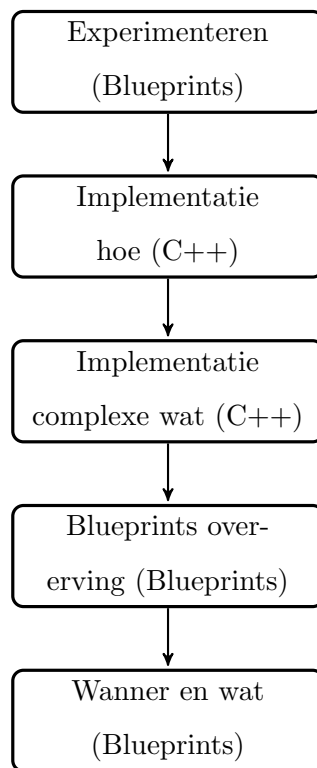 Experimenteren
(Blueprints)
Implementatie
hoe (C++)
Implementatie
complexe wat (C++)
Blueprints over-
erving (Blueprints)
Wanner en wat
(Blueprints)